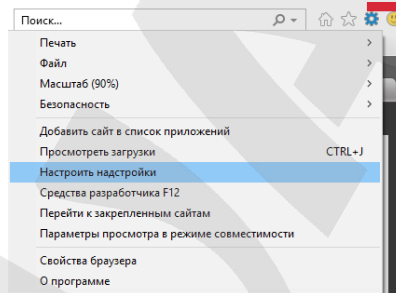 Поиск...
Печать
Файл
Масштаб (90%)
Безопасность
Добавить сайт в список приложений
Просмотреть загрузки CTRL+J
Настроить надстройки
Средства разработчика F12
Перейти к закрепленным сайтам
Параметры просмотра в режиме совместимости
Свойства браузера
О программе